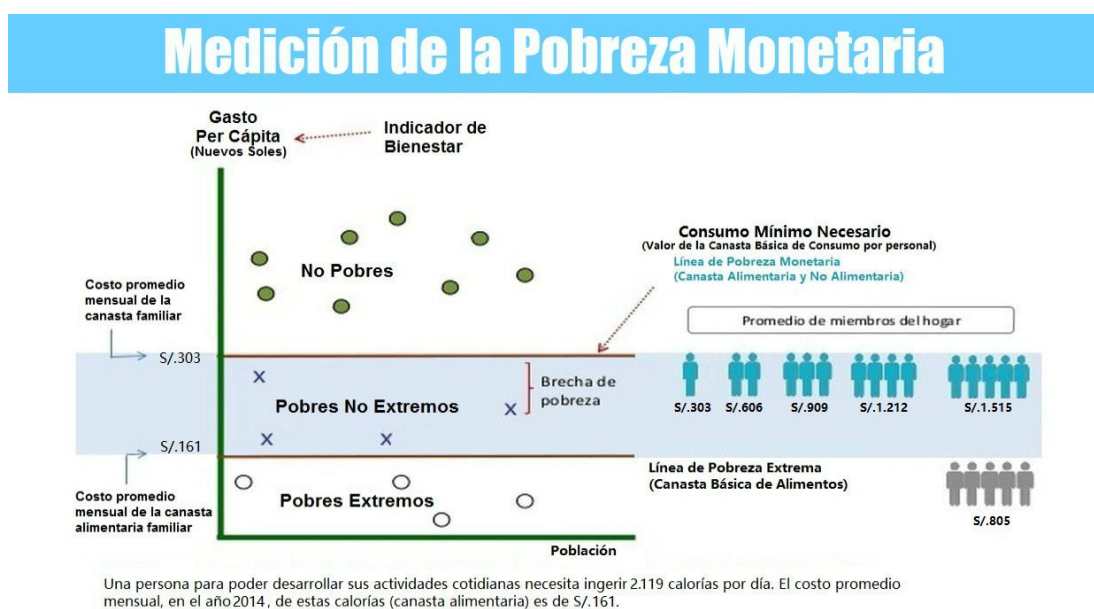 Medición de la Pobreza Monetaria
Gasto
Per Cápita
(Nuevos Soles)
Indicador de
Bienestar
No Pobres
Consumo Mínimo Necesario
(Valor de la Canasta Básica de Consumo por personal)
Línea de Pobreza Monetaria
(Canasta Alimentaria y No Alimentaria)
Costo promedio
mensual de la
canasta familiar
Promedio de miembros del hogar
S/.303
x
Pobres No Extremos
x
Brecha de
pobreza
S/.303
S/.606
S/.909
S/.1.212
S/.1.515
x
x
S/.161
Línea de Pobreza Extrema
(Canasta Básica de Alimentos)
Costo promedio
mensual de la canasta
alimentaria familiar
Pobres Extremos
S/.805
Población
Una persona para poder desarrollar sus actividades cotidianas necesita ingerir 2.119 calorías por día. El costo promedio
mensual, en el año 2014, de estas calorías (canasta alimentaria) es de S/.161.